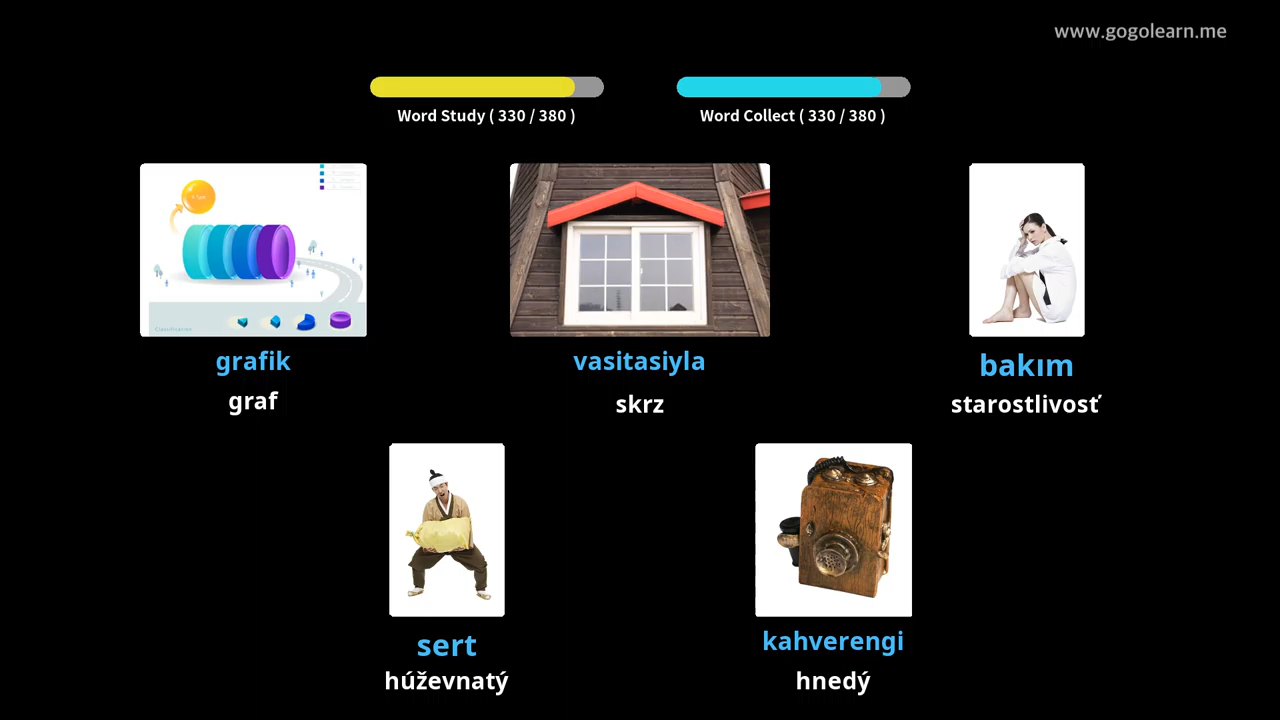 www.gogolearn.me
Word Study ( 330 / 380 )
Word Collect ( 330 / 380 )
grafik
graf
vasitasiyla
skrz
bakım
starostlivosť
sert
húževnatý
kahverengi
hnedý